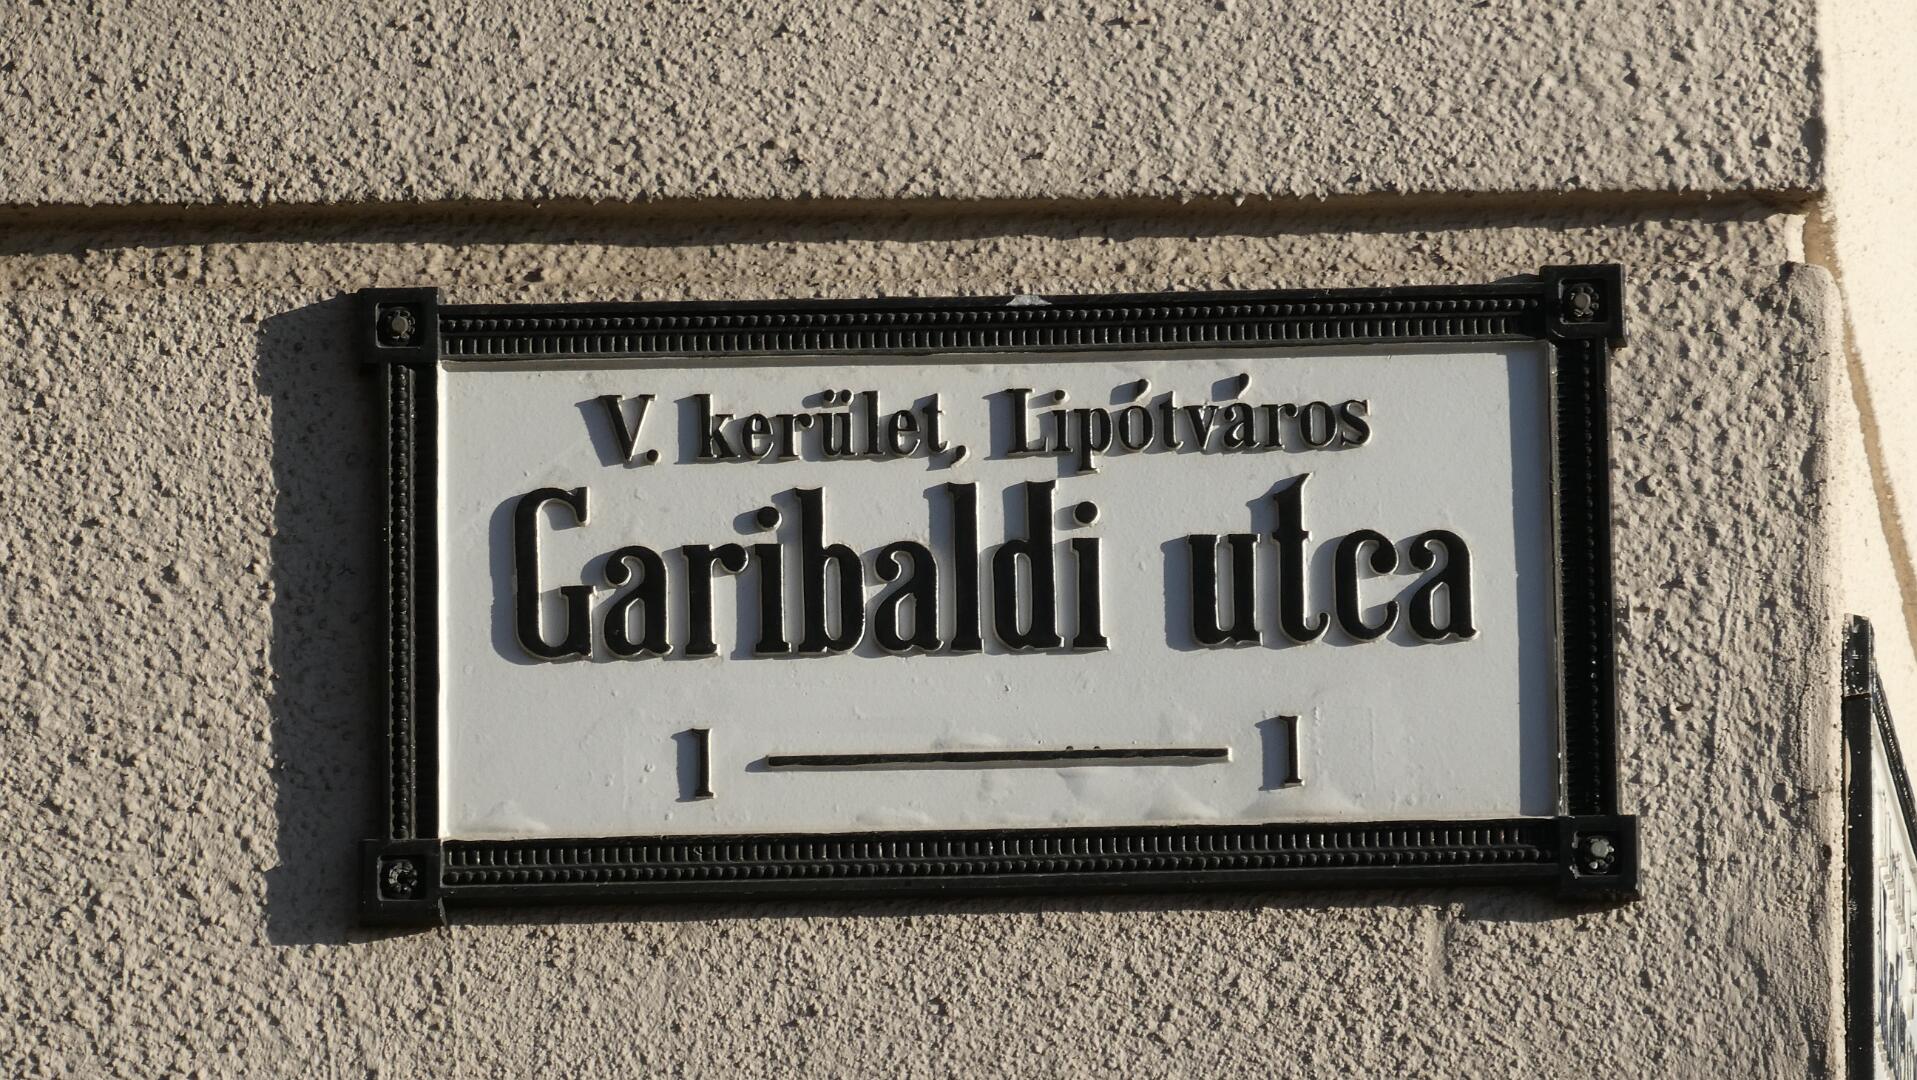 V. kerület, Lipótváros
Garibaldi utca
1 — 1